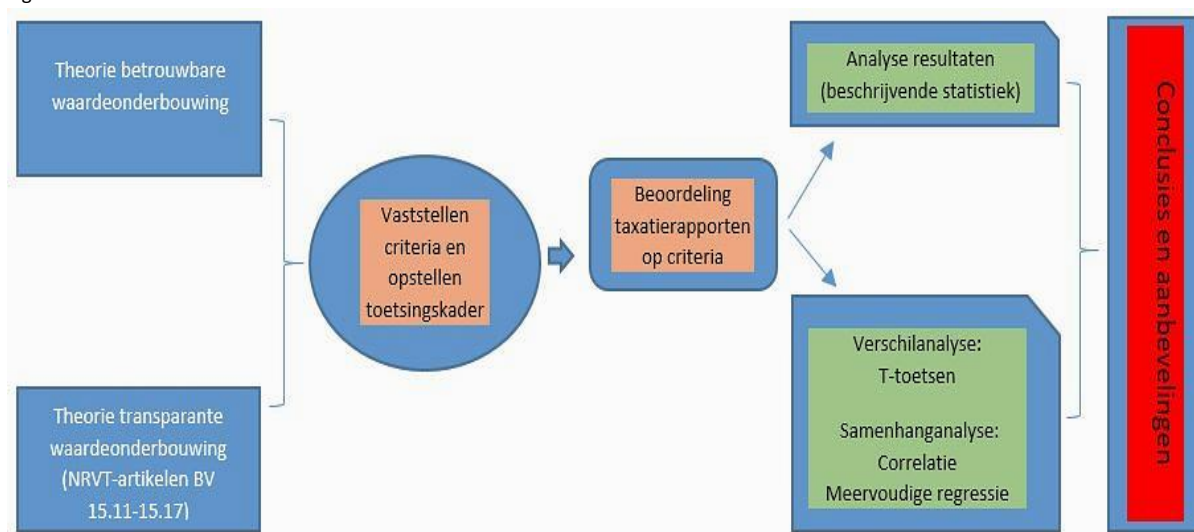 Theorie betrouwbare
waardeonderbouwing
Theorie transparante
waardeonderbouwing
(NRVT-artikelen BV
15.11-15.17)
Vaststellen
criteria en
opstellen
toetsingskader
Beoordeling
taxatierapporten
op criteria
Analyse resultaten
(beschrijvende statistiek)
Verschilanalyse:
T-toetsen
Samenhanganalyse:
Correlatie
Meervoudige regressie
Conclusies en aanbevelingen